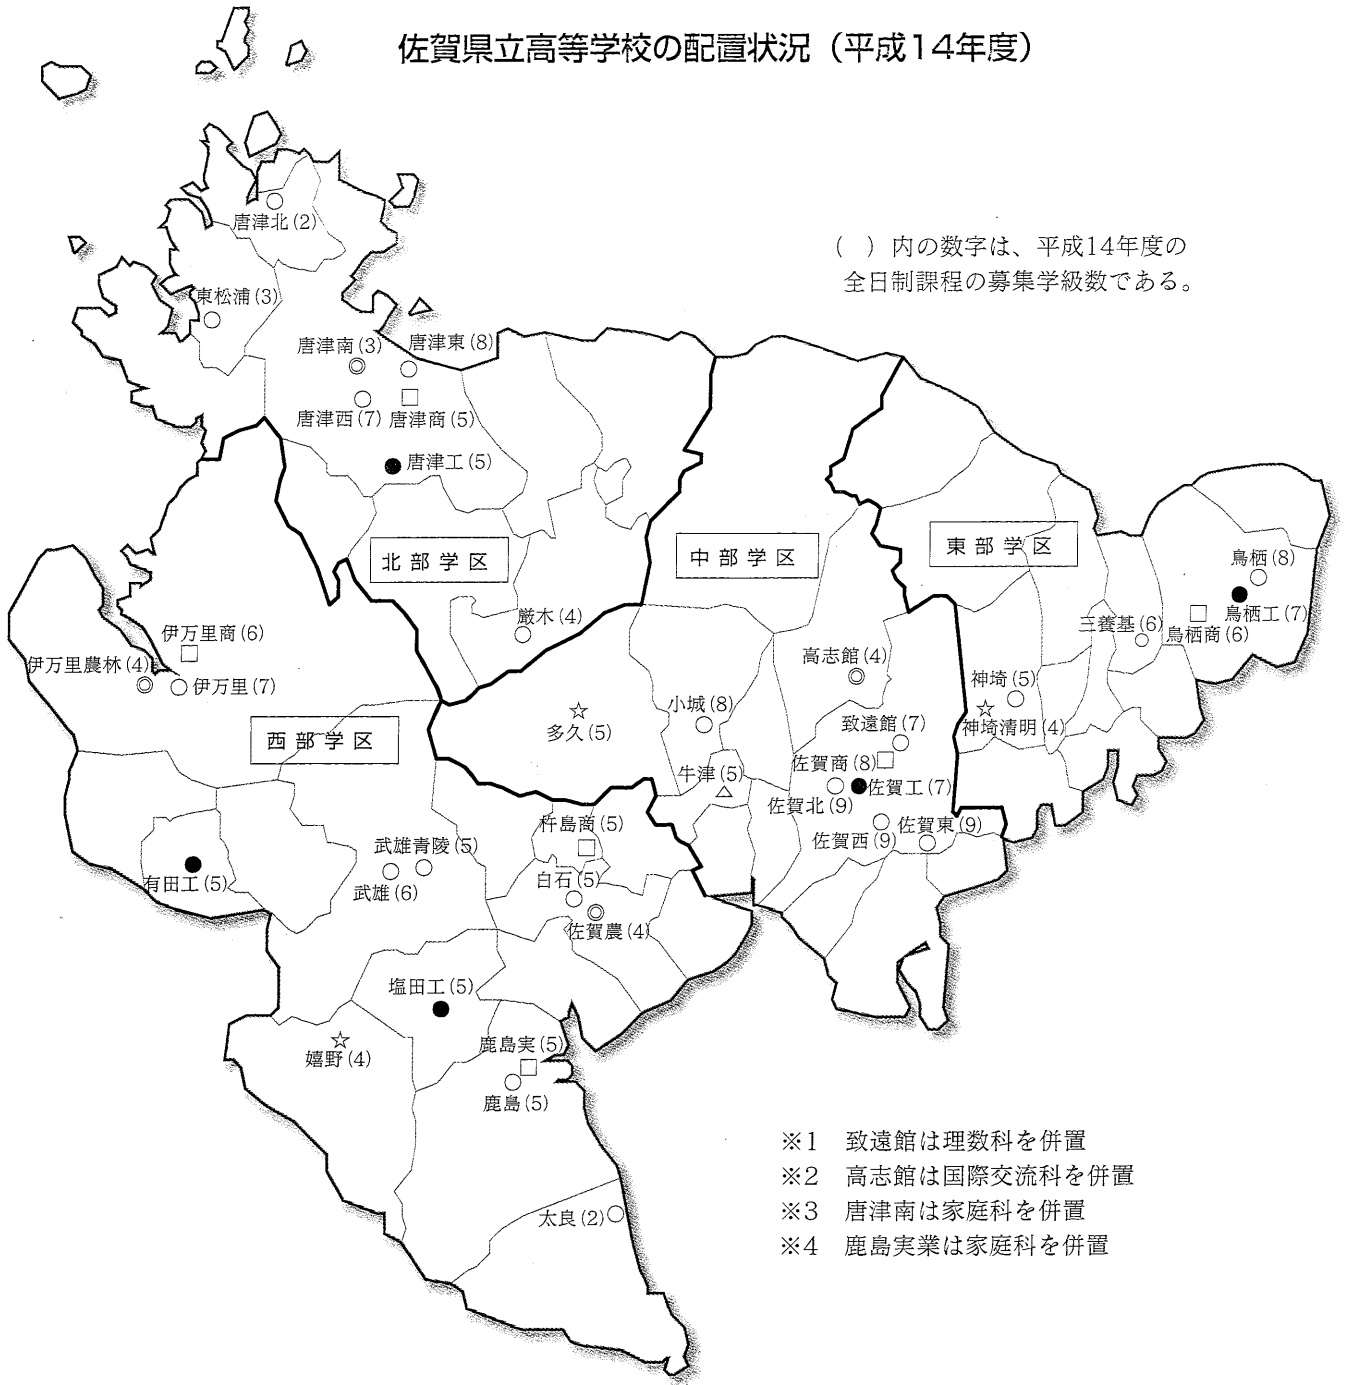 佐賀県立高等学校の配置状況（平成14年度）
（　）内の数字は、平成14年度の
全日制課程の募集学級数である。
唐津北(2)
東松浦(3)
唐津南(3)
唐津東(8)
唐津西(7)
唐津商(5)
唐津工(5)
北部学区
中部学区
東部学区
鳥栖(8)
鳥栖工(7)
鳥栖商(6)
三養基(6)
厳木(4)
伊万里商(6)
伊万里農林(4)
伊万里(7)
高志館(4)
神埼(5)
神埼清明(4)
小城(8)
致遠館(7)
多久(5)
西部学区
佐賀商(8)
牛津(5)
佐賀工(7)
佐賀北(9)
佐賀西(9)
佐賀東(9)
杵島商(5)
武雄青陵(5)
武雄(6)
有田工(5)
白石(5)
佐賀農(4)
塩田工(5)
嬉野(4)
鹿島実(5)
鹿島(5)
太良(2)
※1　致遠館は理数科を併置
※2　高志館は国際交流科を併置
※3　唐津南は家庭科を併置
※4　鹿島実業は家庭科を併置